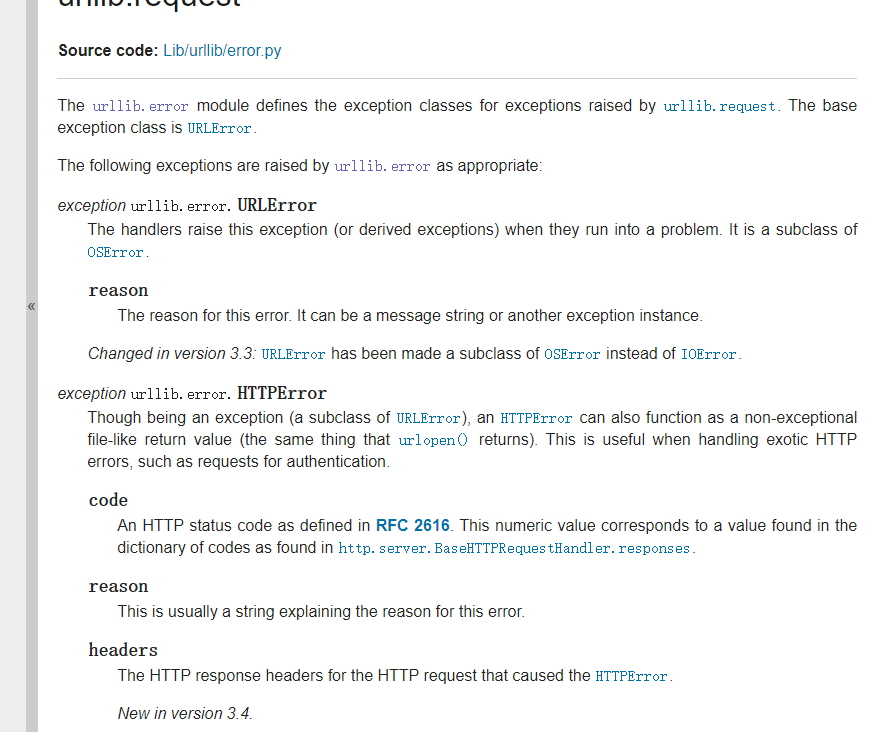 urllib.request
Source code: Lib/urllib/error.py
The urllib.error module defines the exception classes for exceptions raised by urllib.request. The base
exception class is URLError.
The following exceptions are raised by urllib.error as appropriate:
exception urllib.error.URLError
The handlers raise this exception (or derived exceptions) when they run into a problem. It is a subclass of
OSError.
«
reason
The reason for this error. It can be a message string or another exception instance.
Changed in version 3.3: URLError has been made a subclass of OSError instead of IOError.
exception urllib.error.HTTPError
Though being an exception (a subclass of URLError), an HTTPError can also function as a non-exceptional
file-like return value (the same thing that urlopen() returns). This is useful when handling exotic HTTP
errors, such as requests for authentication.
code
An HTTP status code as defined in RFC 2616. This numeric value corresponds to a value found in the
dictionary of codes as found in http.server.BaseHTTPRequestHandler.responses.
reason
This is usually a string explaining the reason for this error.
headers
The HTTP response headers for the HTTP request that caused the HTTPError.
New in version 3.4.